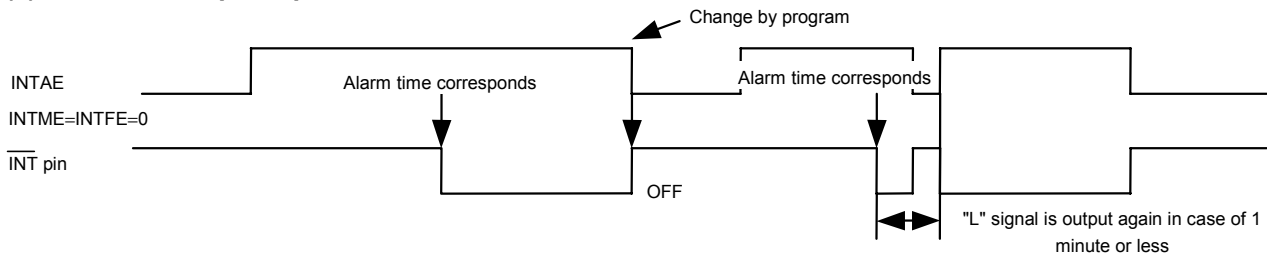 Change by program
INTAE
Alarm time corresponds
Alarm time corresponds
INTME=INTFE=0
INT pin
OFF
"L" signal is output again in case of 1
minute or less